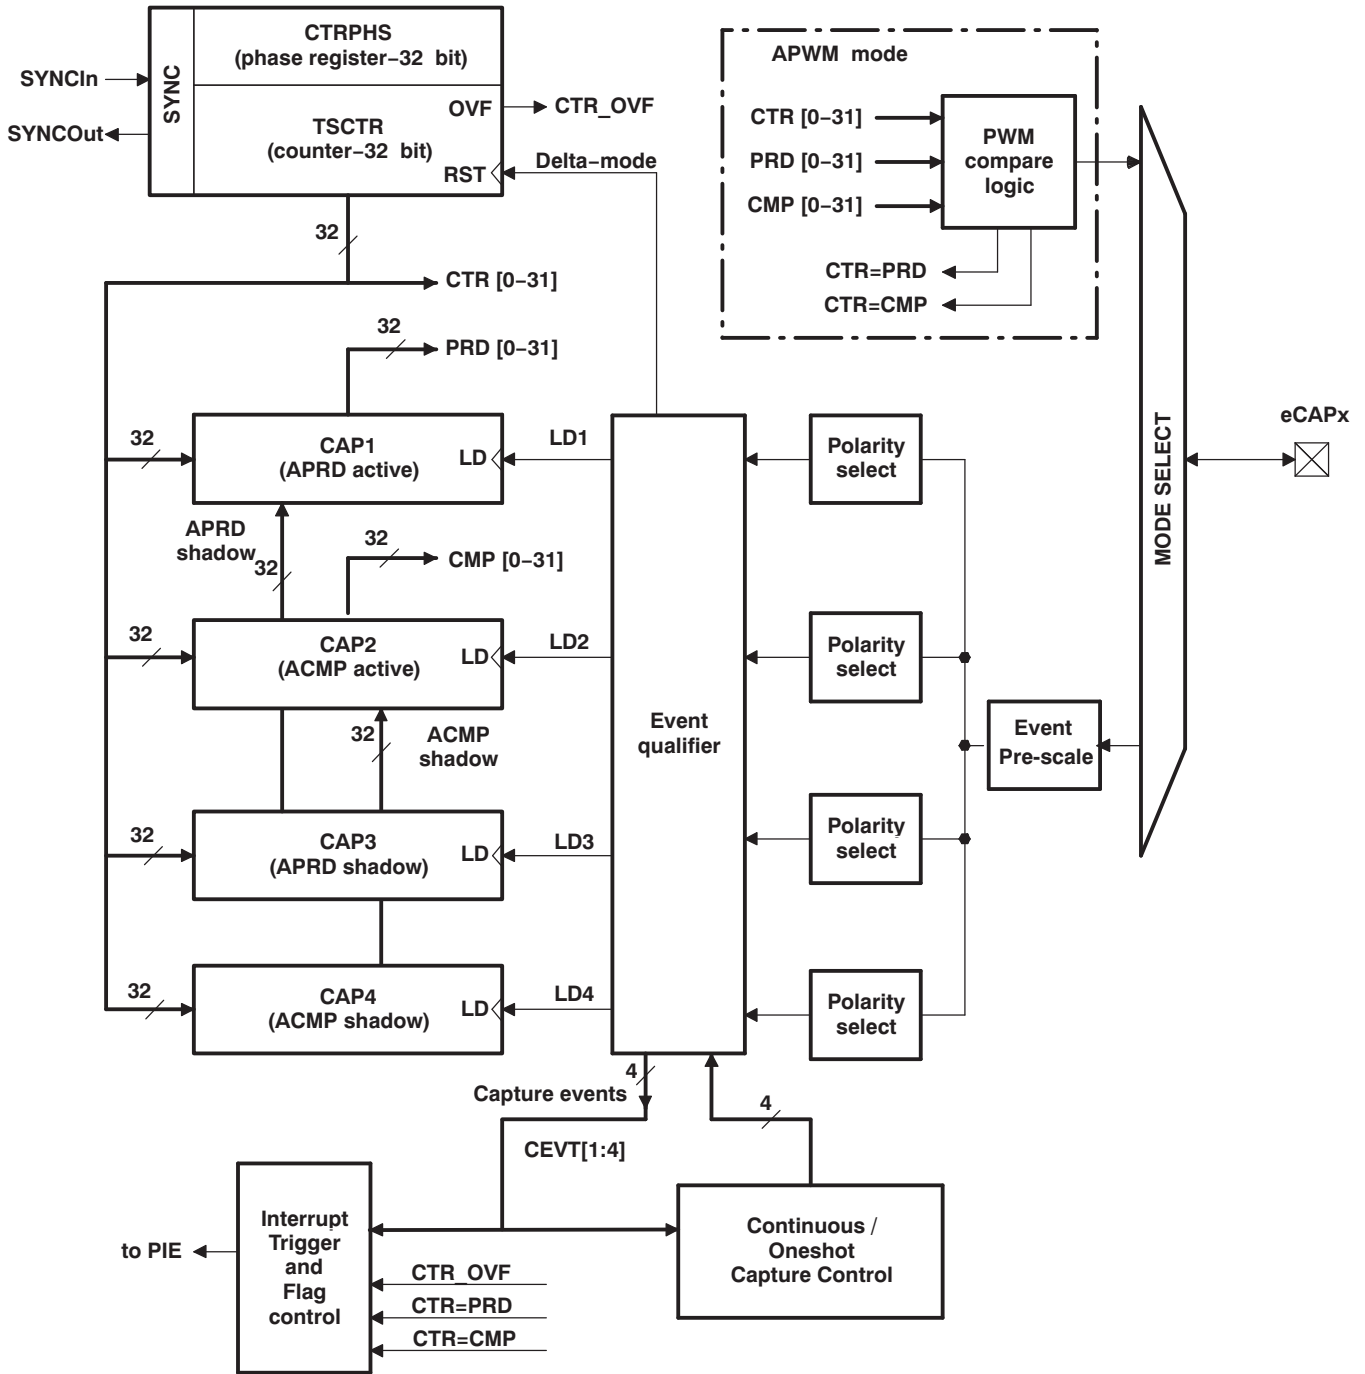 CTRPHS
(phase register−32 bit)
APWM mode
SYNCIn
SYNC
SYNCOut
OVF
CTR_OVF
TSCTR
(counter−32 bit)
RST
Delta−mode
CTR [0−31]
PRD [0−31]
CMP [0−31]
PWM
compare
logic
CTR=PRD
CTR=CMP
32
CTR [0−31]
32
PRD [0−31]
MODE SELECT
eCAPx
32
CAP1
(APRD active)
LD
LD1
Polarity
select
APRD
shadow
32
32
CMP [0−31]
32
CAP2
(ACMP active)
LD
LD2
Polarity
select
32
ACMP
shadow
Event
qualifier
Event
Pre-scale
32
CAP3
(APRD shadow)
LD
LD3
Polarity
select
32
CAP4
(ACMP shadow)
LD
LD4
Polarity
select
4
Capture events
4
CEVT[1:4]
to PIE
Interrupt
Trigger
and
Flag
control
Continuous /
Oneshot
Capture Control
CTR_OVF
CTR=PRD
CTR=CMP